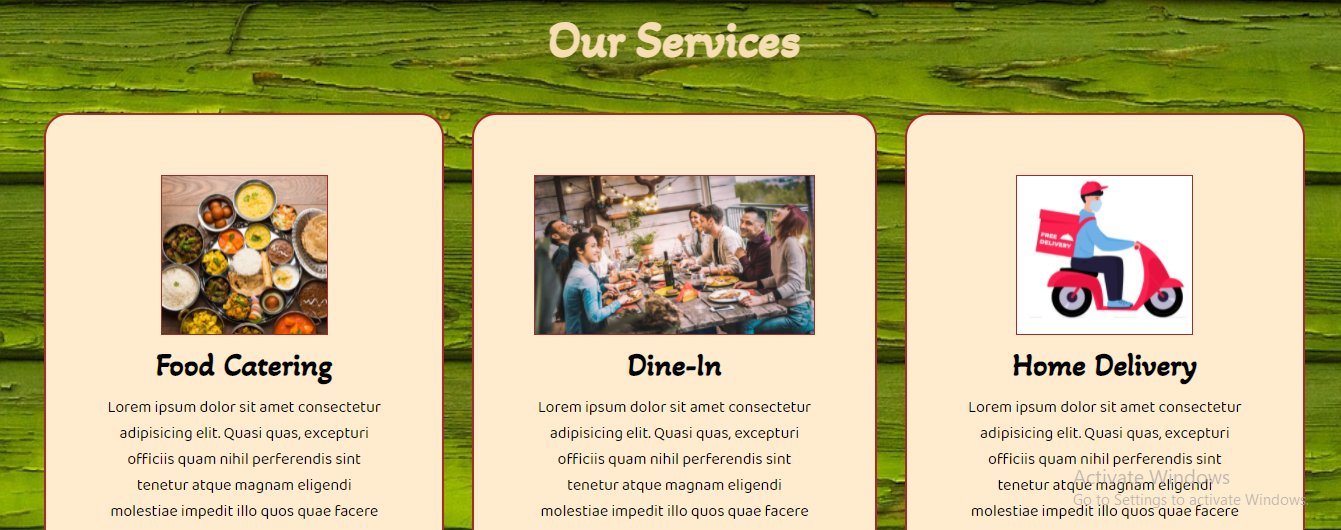 Our Services
FREE
DELIVERY
Food Catering
Lorem ipsum dolor sit amet consectetur
adipisicing elit. Quasi quas, excepturi
officiis quam nihil perferendis sint
tenetur atque magnam eligendi
molestiae impedit illo quos quae facere
Dine-In
Lorem ipsum dolor sit amet consectetur
adipisicing elit. Quasi quas, excepturi
officiis quam nihil perferendis sint
tenetur atque magnam eligendi
molestiae impedit illo quos quae facere
Home Delivery
Lorem ipsum dolor sit amet consectetur
adipisicing elit. Quasi quas, excepturi
officiis quam nihil perferendis sint
tenetur atque magnam eligendi
molestiae impedit illo quos quae facere
Activate Windows
Go to Settings to activate Windows.